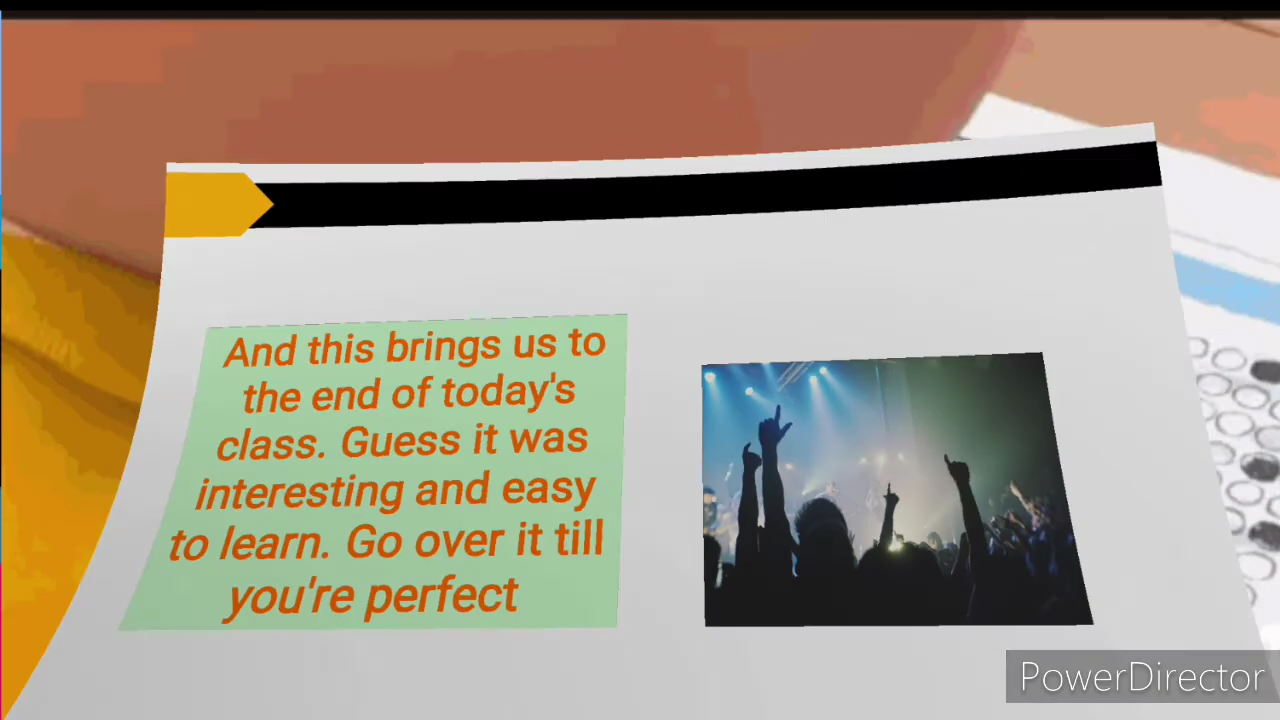 And this brings us to
the end of today's
class. Guess it was
interesting and easy
to learn. Go over it till
you're perfect
PowerDirector